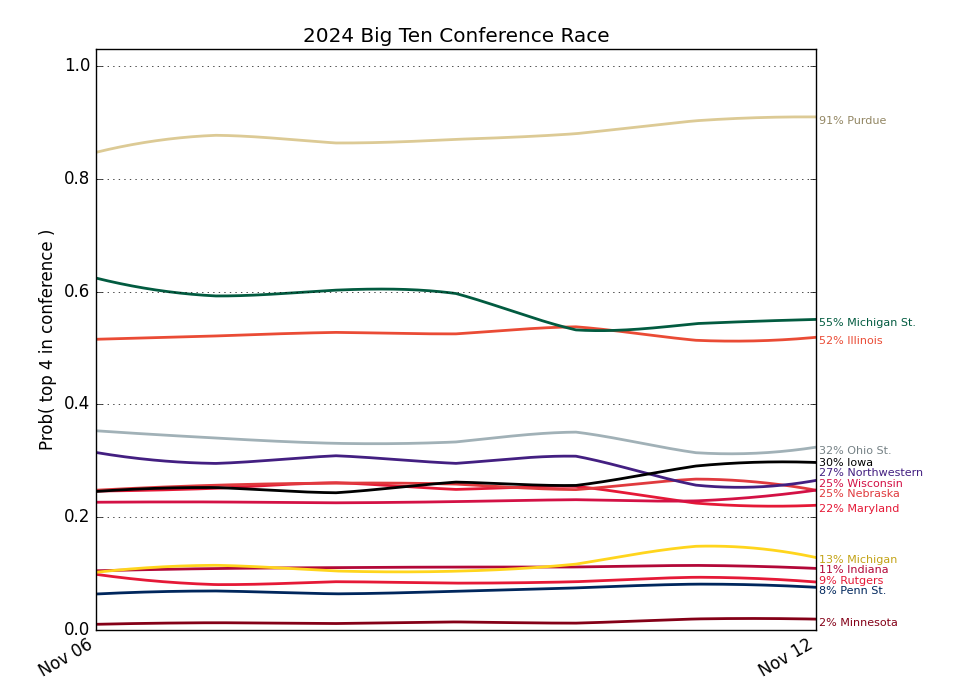 2024 Big Ten Conference Race
1.0
0.8
0.6
0.4
0.2
0.0
Prob( top 4 in conference )
Nov 06
Nov 12
91% Purdue
55% Michigan St.
52% Illinois
32% Ohio St.
30% Iowa
27% Northwestern
25% Wisconsin
25% Nebraska
22% Maryland
13% Michigan
11% Indiana
9% Rutgers
8% Penn St.
2% Minnesota